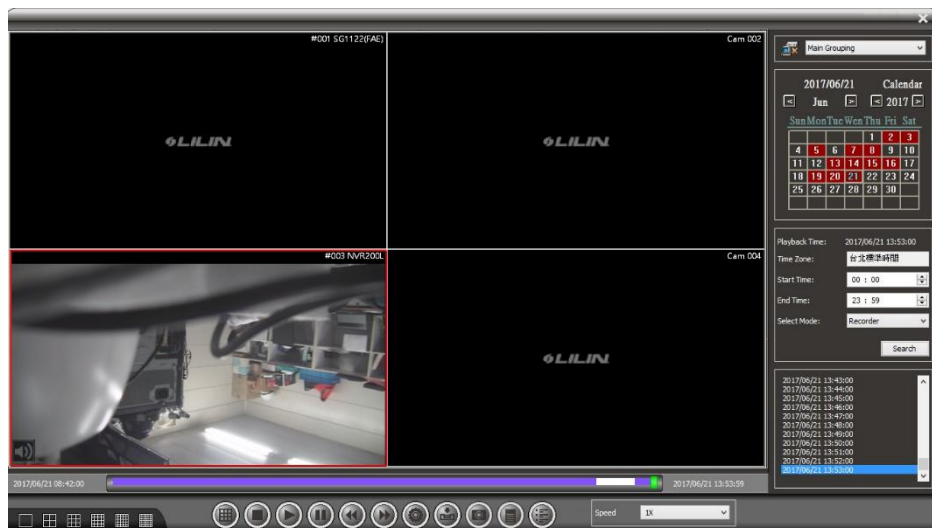 #001 SG1122(FAE)
Cam 002
LILIN
LILIN
#003 NVR200L
Cam 004
LILIN
2017/06/21 08:42:00
2017/06/21 13:53:59
Speed
1X
Main Grouping
2017/06/21 Calendar
< Jun > < 2017 >
Sun Mon Tue Wen Thu Fri Sat
1 2 3
4 5 6 7 8 9 10
11 12 13 14 15 16 17
18 19 20 21 22 23 24
25 26 27 28 29 30
Playback Time: 2017/06/21 13:53:00
Time Zone: 台北標準時間
Start Time: 00 : 00
End Time: 23 : 59
Select Mode: Recorder
Search
2017/06/21 13:43:00
2017/06/21 13:44:00
2017/06/21 13:45:00
2017/06/21 13:46:00
2017/06/21 13:47:00
2017/06/21 13:48:00
2017/06/21 13:49:00
2017/06/21 13:50:00
2017/06/21 13:51:00
2017/06/21 13:52:00
2017/06/21 13:53:00